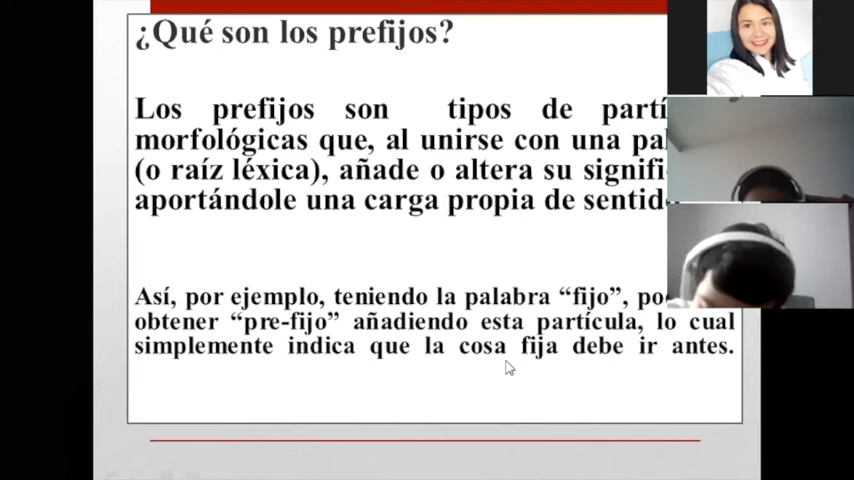 ¿Qué son los prefijos?
Los prefijos son tipos de partí
morfológicas que, al unirse con una pal
(o raíz léxica), añade o altera su signifi
aportándole una carga propia de sentid
Así, por ejemplo, teniendo la palabra “fijo”, po
obtener “pre-fijo” añadiendo esta partícula, lo cual
simplemente indica que la cosa fija debe ir antes.